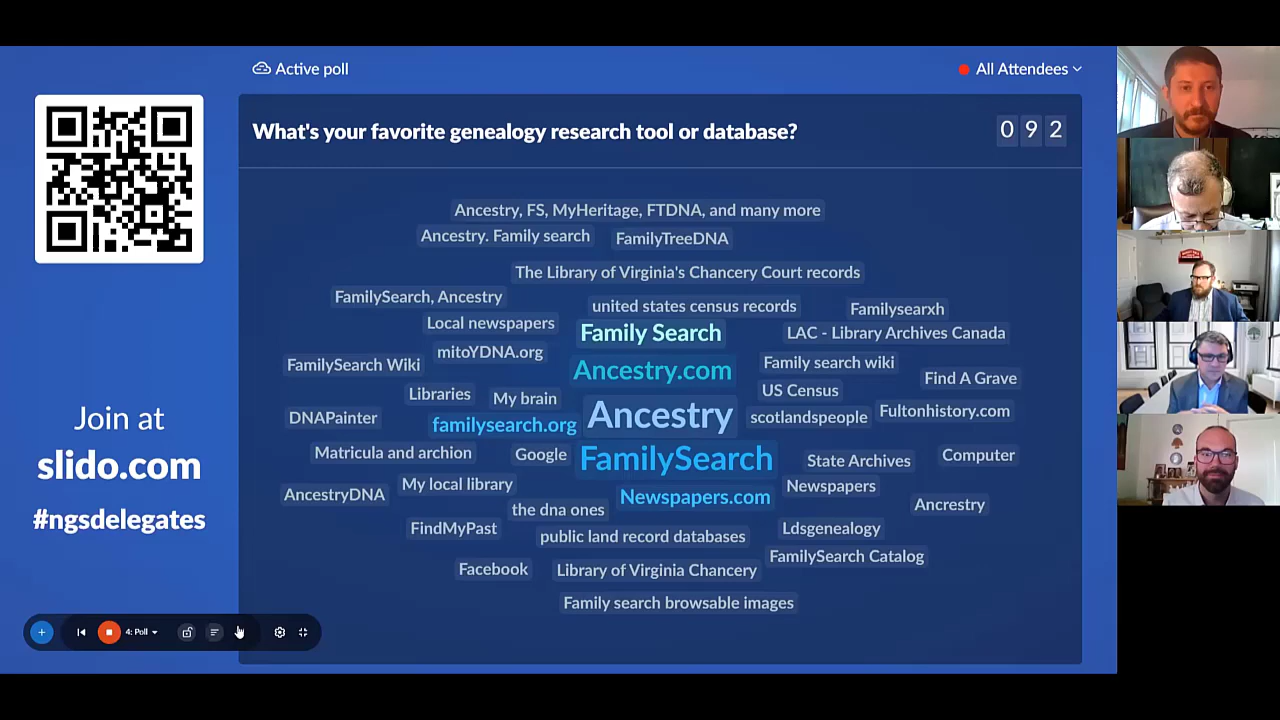 Active poll
All Attendees
What's your favorite genealogy research tool or database?
092
Ancestry, FS, MyHeritage, FTDNA, and many more
Ancestry. Family search
FamilyTreeDNA
The Library of Virginia's Chancery Court records
FamilySearch, Ancestry
united states census records
Familysearxh
Local newspapers
Family Search
LAC - Library Archives Canada
mitoYDNA.org
FamilySearch Wiki
Ancestry.com
Family search wiki
Find A Grave
Libraries
My brain
US Census
DNAPainter
familysearch.org
Ancestry
scotlandspeople
Fultonhistory.com
Matricula and archion
Google
FamilySearch
State Archives
Computer
AncestryDNA
My local library
Newspapers.com
Newspapers
the dna ones
Ancrestry
FindMyPast
public land record databases
Ldsgenealogy
FamilySearch Catalog
Facebook
Library of Virginia Chancery
Family search browsable images
Join at
slido.com
#ngsdelegates
4: Poll